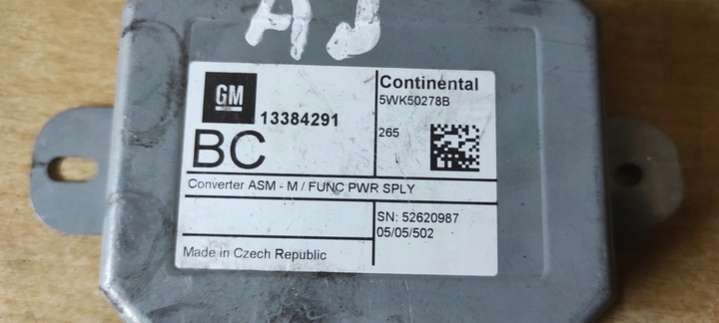 AJ
GM
13384291
BC
Continental
5WK50278B
265
Converter ASM - M / FUNC PWR SPLY
SN: 52620987
05/05/502
Made in Czech Republic